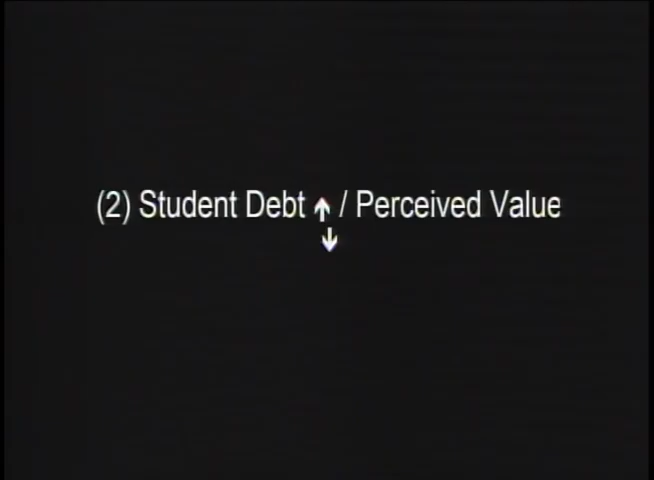 (2) Student Debt ↑ / Perceived Value
↓